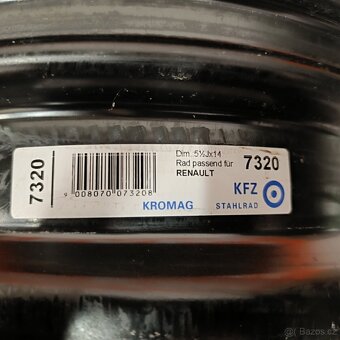 7320
9 008070 073208
Dim. 5½Jx14
Rad passend für
RENAULT
7320
KROMAG
KFZ
STAHLRAD
© Bazos.cz